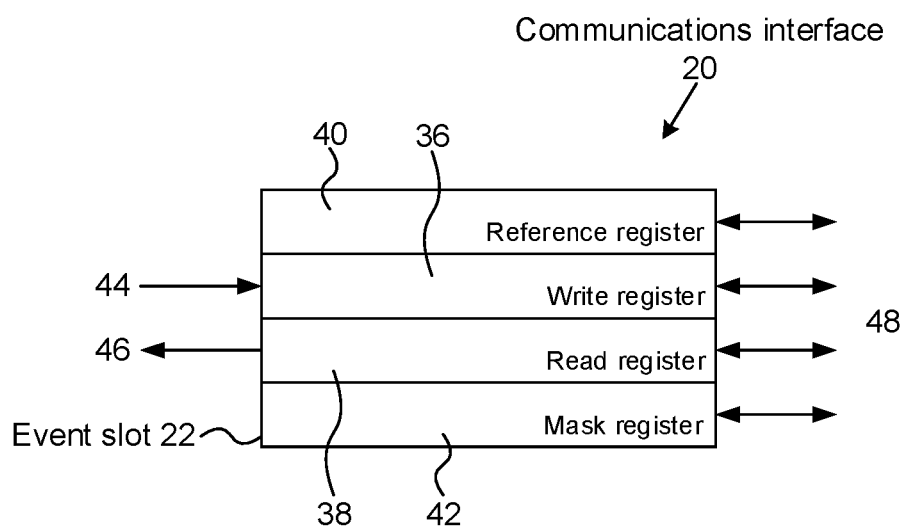 Communications interface
20
40
36
Reference register
44
Write register
48
46
Read register
Event slot 22
Mask register
38
42